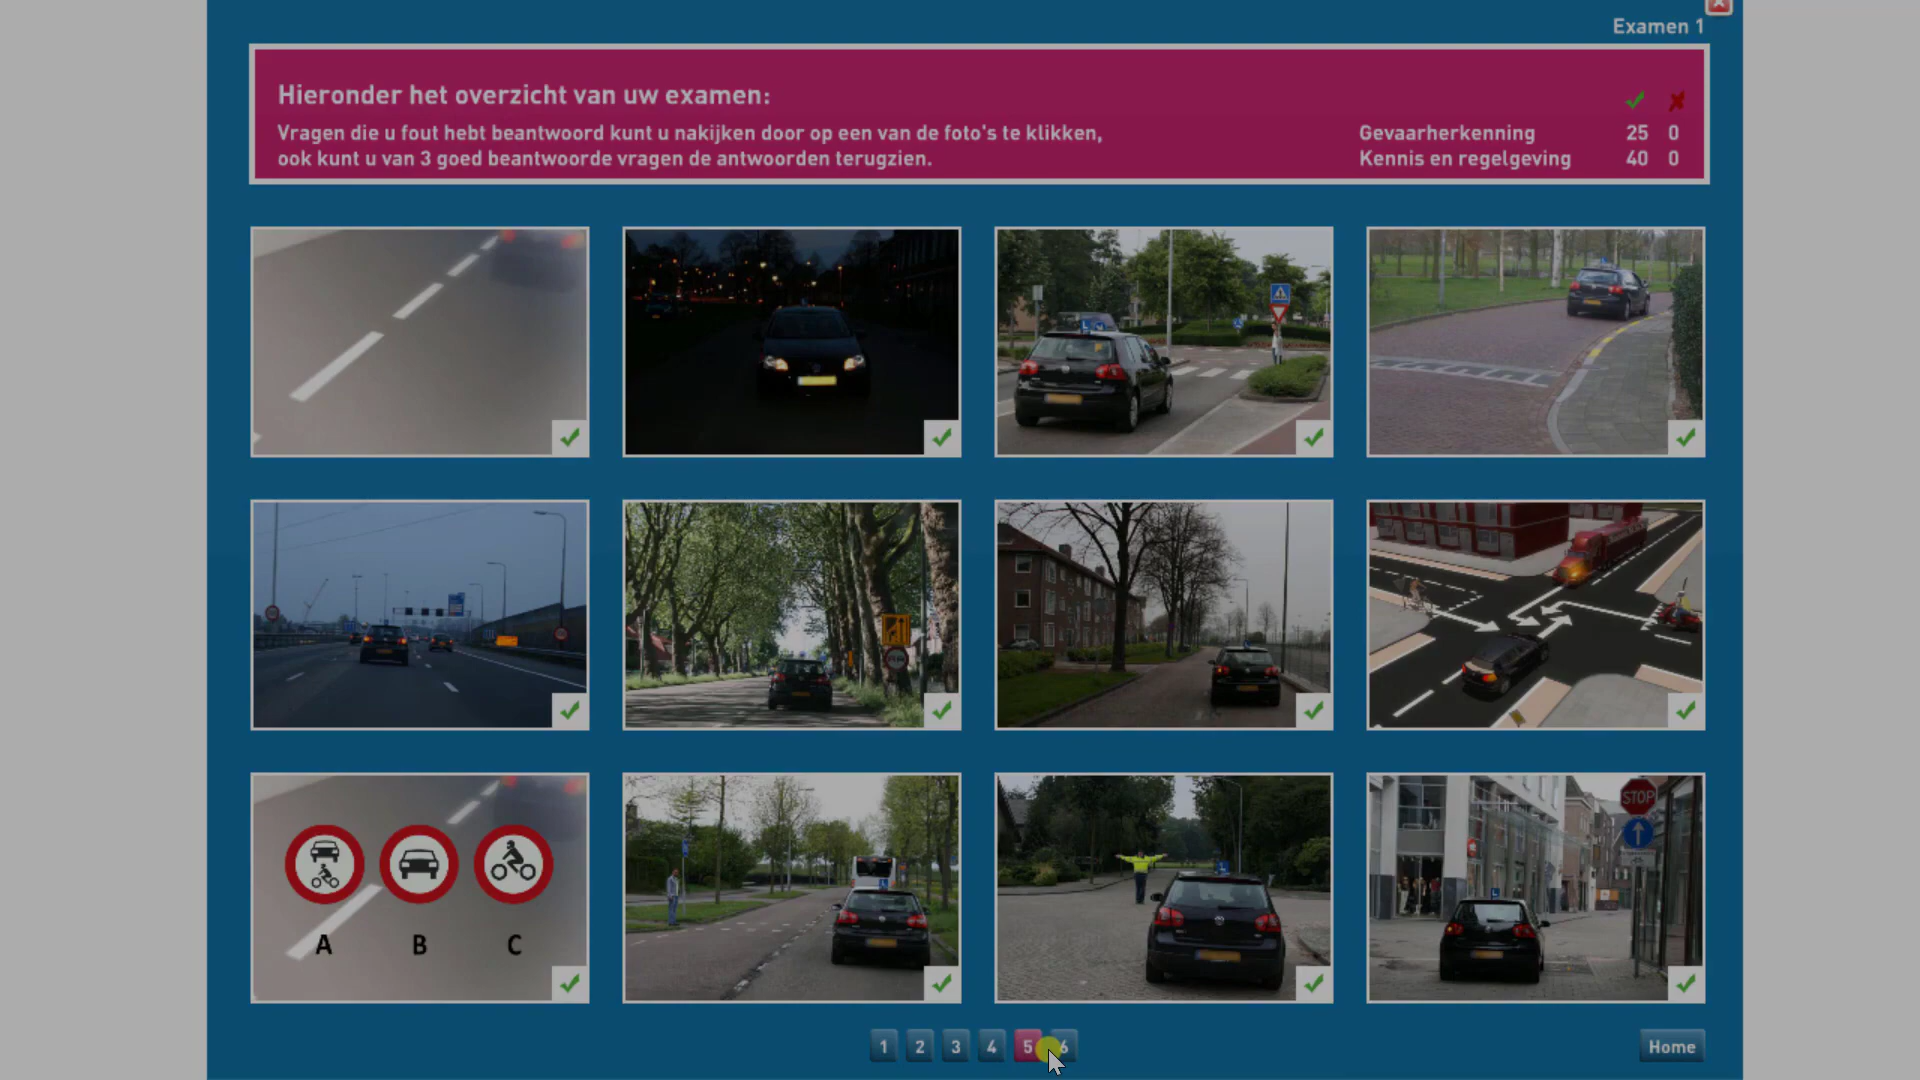 Examen 1
Hieronder het overzicht van uw examen:
Vragen die u fout hebt beantwoord kunt u nakijken door op een van de foto's te klikken,
ook kunt u van 3 goed beantwoorde vragen de antwoorden terugzien.
Gevaarherkenning 25 0
Kennis en regelgeving 40 0
L
A B C
STOP
1 2 3 4 5 6
Home